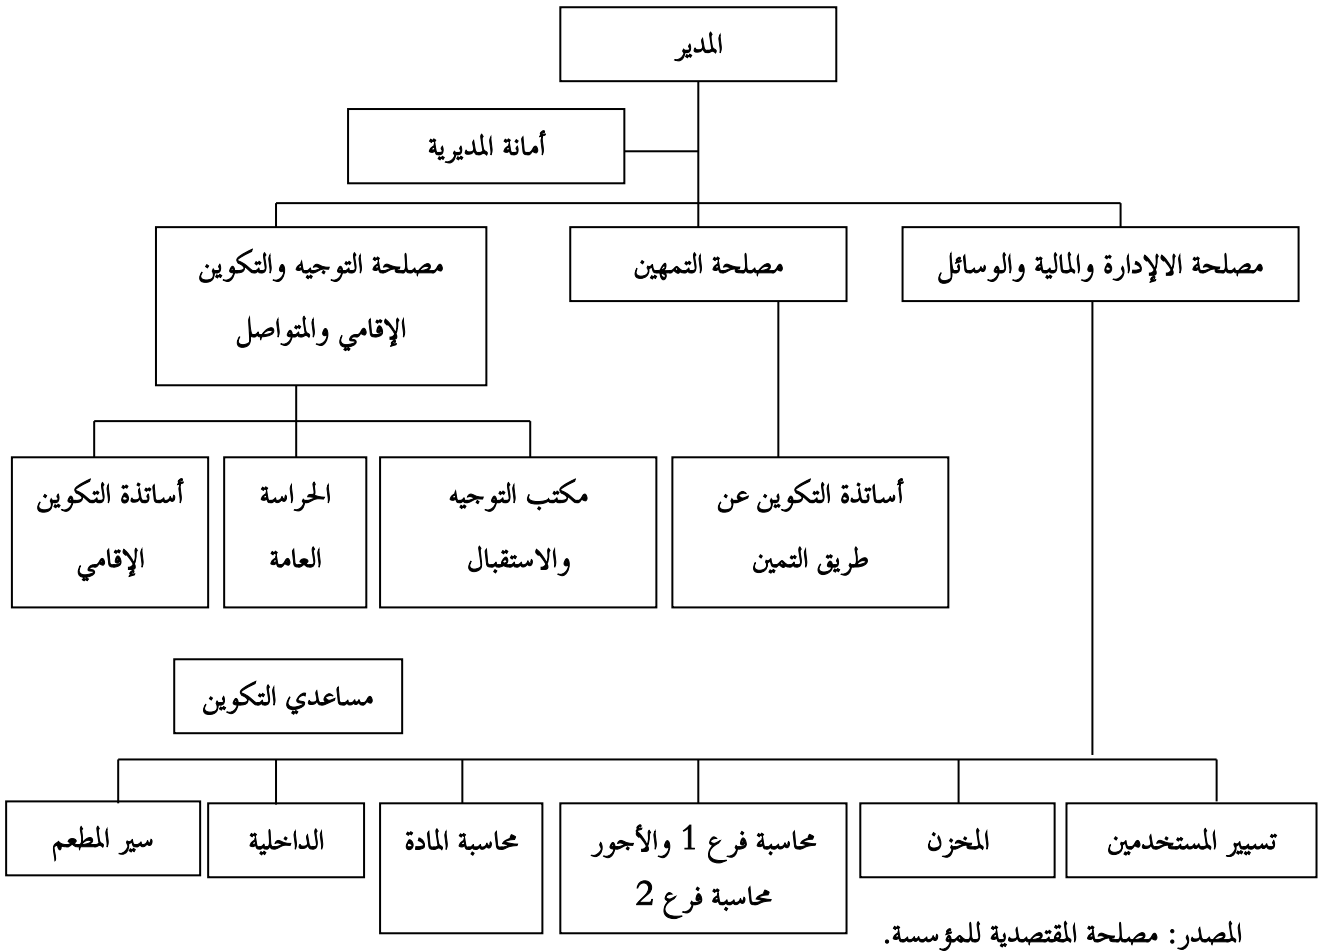 المدير
أمانة المديرية
مصلحة الالإدارة والمالية والوسائل
مصلحة التمهين
مصلحة التوجيه والتكوين
الإقامي والمتواصل
أساتذة التكوين عن
طريق التمين
مكتب التوجيه
والاستقبال
الحراسة
العامة
أساتذة التكوين
الإقامي
مساعدي التكوين
تسيير المستخدمين
المخزن
محاسبة فرع 1 والأجور
محاسبة فرع 2
محاسبة المادة
الداخلية
سير المطعم
المصدر: مصلحة المقتصدية للمؤسسة.